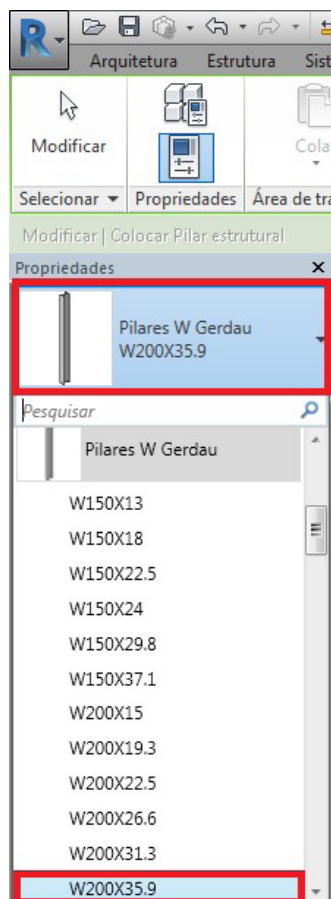 R
Arquitetura Estrutura Sist
Modificar
Cola
Selecionar Propriedades Área de tra
Modificar | Colocar Pilar estrutural
Propriedades
Pilares W Gerdau
W200X35.9
Pesquisar
Pilares W Gerdau
W150X13
W150X18
W150X22.5
W150X24
W150X29.8
W150X37.1
W200X15
W200X19.3
W200X22.5
W200X26.6
W200X31.3
W200X35.9